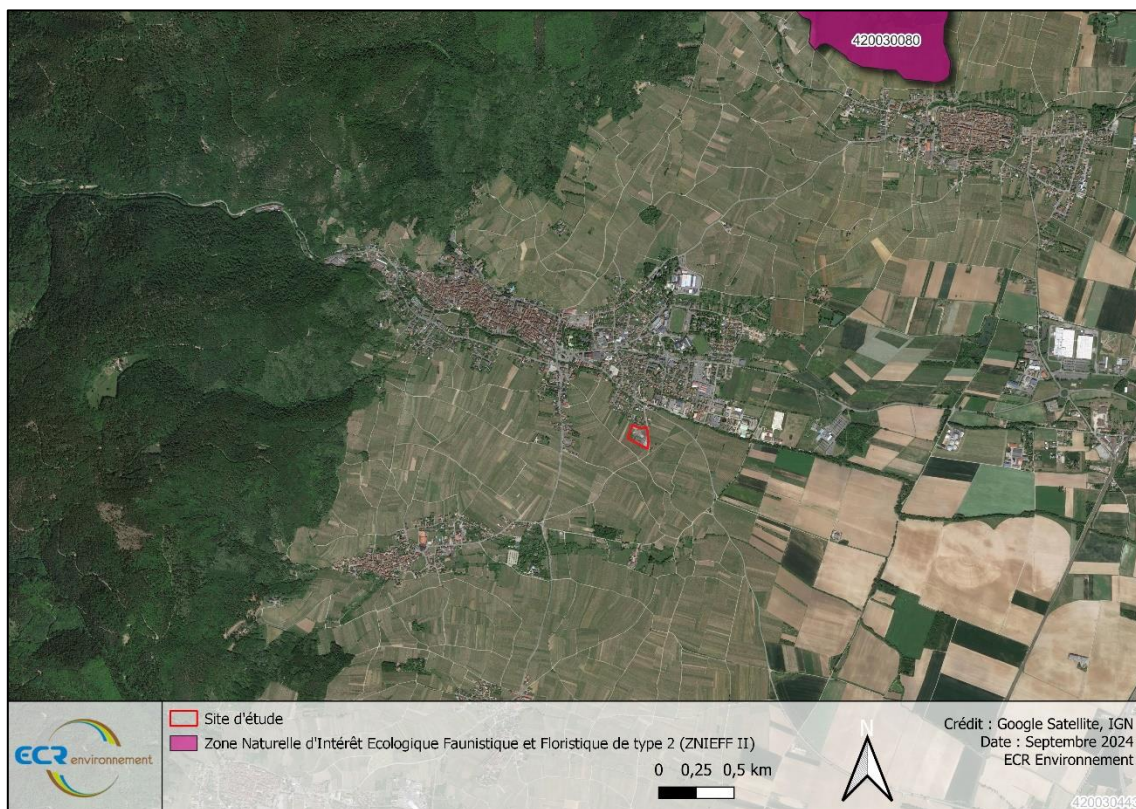 420030080
Site d'étude
Zone Naturelle d'Intérêt Ecologique Faunistique et Floristique de type 2 (ZNIEFF II)
ECR environnement
N
0 0,25 0,5 km
Crédit : Google Satellite, IGN
Date : Septembre 2024
ECR Environnement